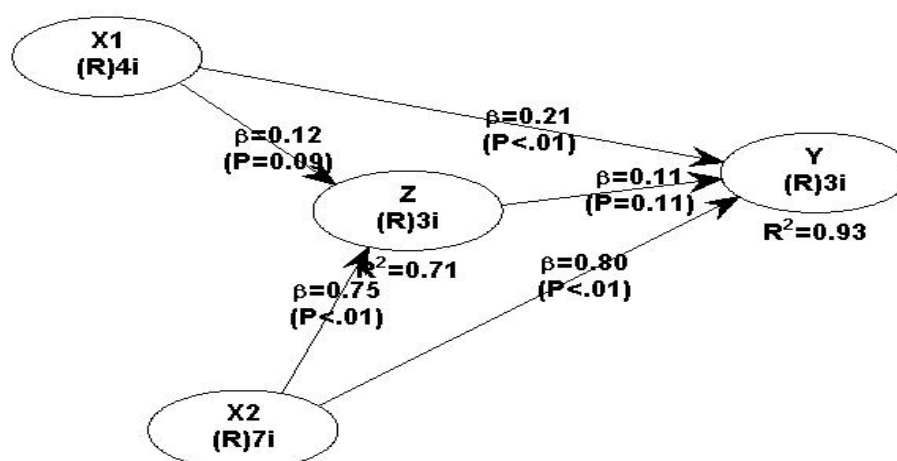 X1
(R)4i
β=0.21
(P<.01)
β=0.12
(P=0.09)
Y
(R)3i
R²=0.93
Z
(R)3i
R²=0.71
β=0.11
(P=0.11)
β=0.80
(P<.01)
β=0.75
(P<.01)
X2
(R)7i